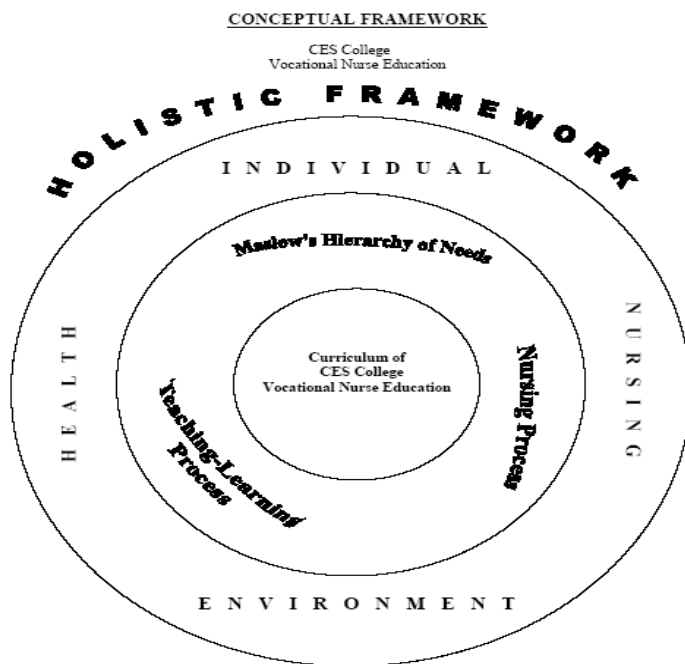 CONCEPTUAL FRAMEWORK
CES College
Vocational Nurse Education
HOLISTIC FRAMEWORK
INDIVIDUAL
Maslow's Hierarchy of Needs
HEALTH
NURSING
Curriculum of
CES College
Vocational Nurse Education
Nursing Process
Teaching-Learning
Process
ENVIRONMENT